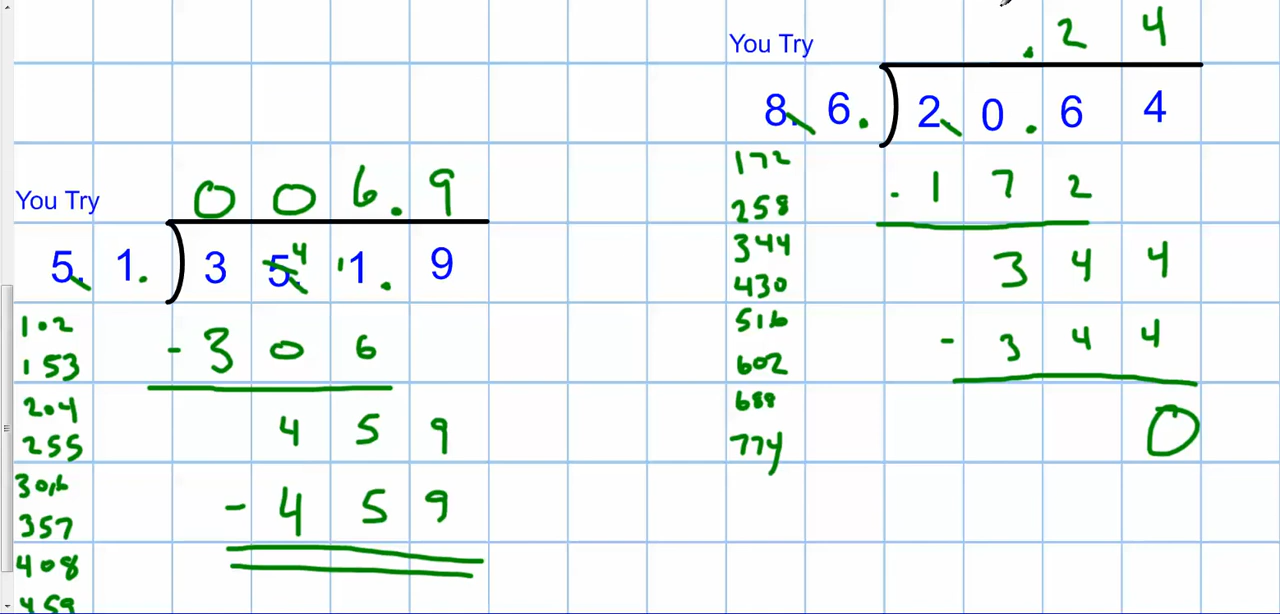 You Try
0 0 6 . 9
5. 1. ) 3 5. 4 '1 . 9
102
153
204
255
306
357
408
459
- 3 0 6
4 5 9
- 4 5 9
You Try
. 2 4
8. 6. ) 2. 0 . 6 4
172
258
344
430
516
602
688
774
- 1 7 2
3 4 4
- 3 4 4
0